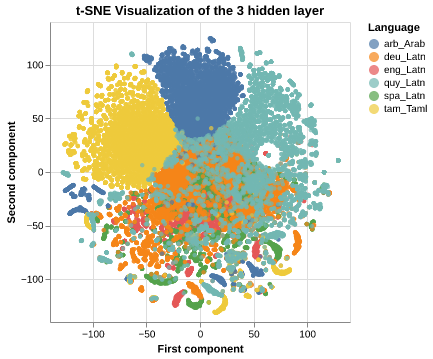 t-SNE Visualization of the 3 hidden layer
Language
arb_Arab
deu_Latn
eng_Latn
quy_Latn
spa_Latn
tam_Taml
100
50
0
−50
−100
Second component
−100 −50 0 50 100
First component